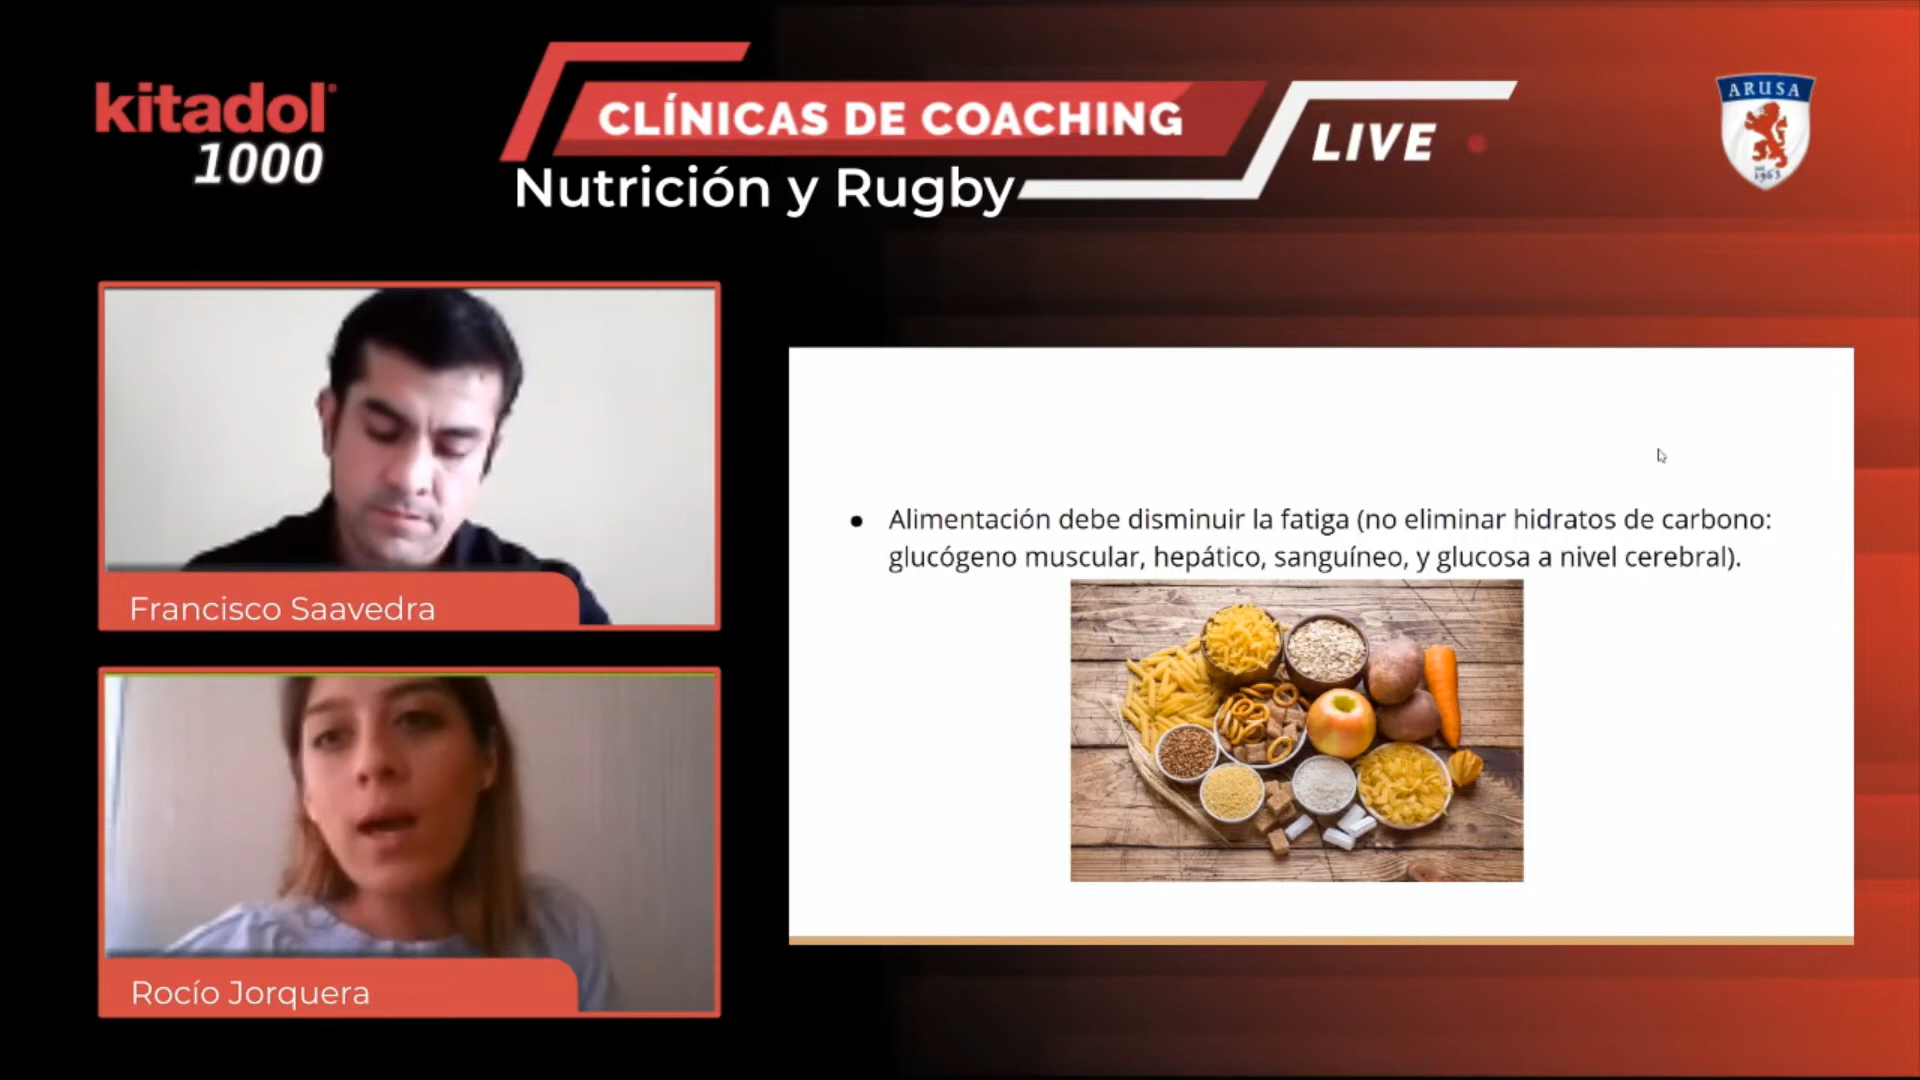 kitadol
1000
CLÍNICAS DE COACHING
LIVE
Nutrición y Rugby
ARUSA
1963
Francisco Saavedra
Rocío Jorquera
● Alimentación debe disminuir la fatiga (no eliminar hidratos de carbono:
glucógeno muscular, hepático, sanguíneo, y glucosa a nivel cerebral).